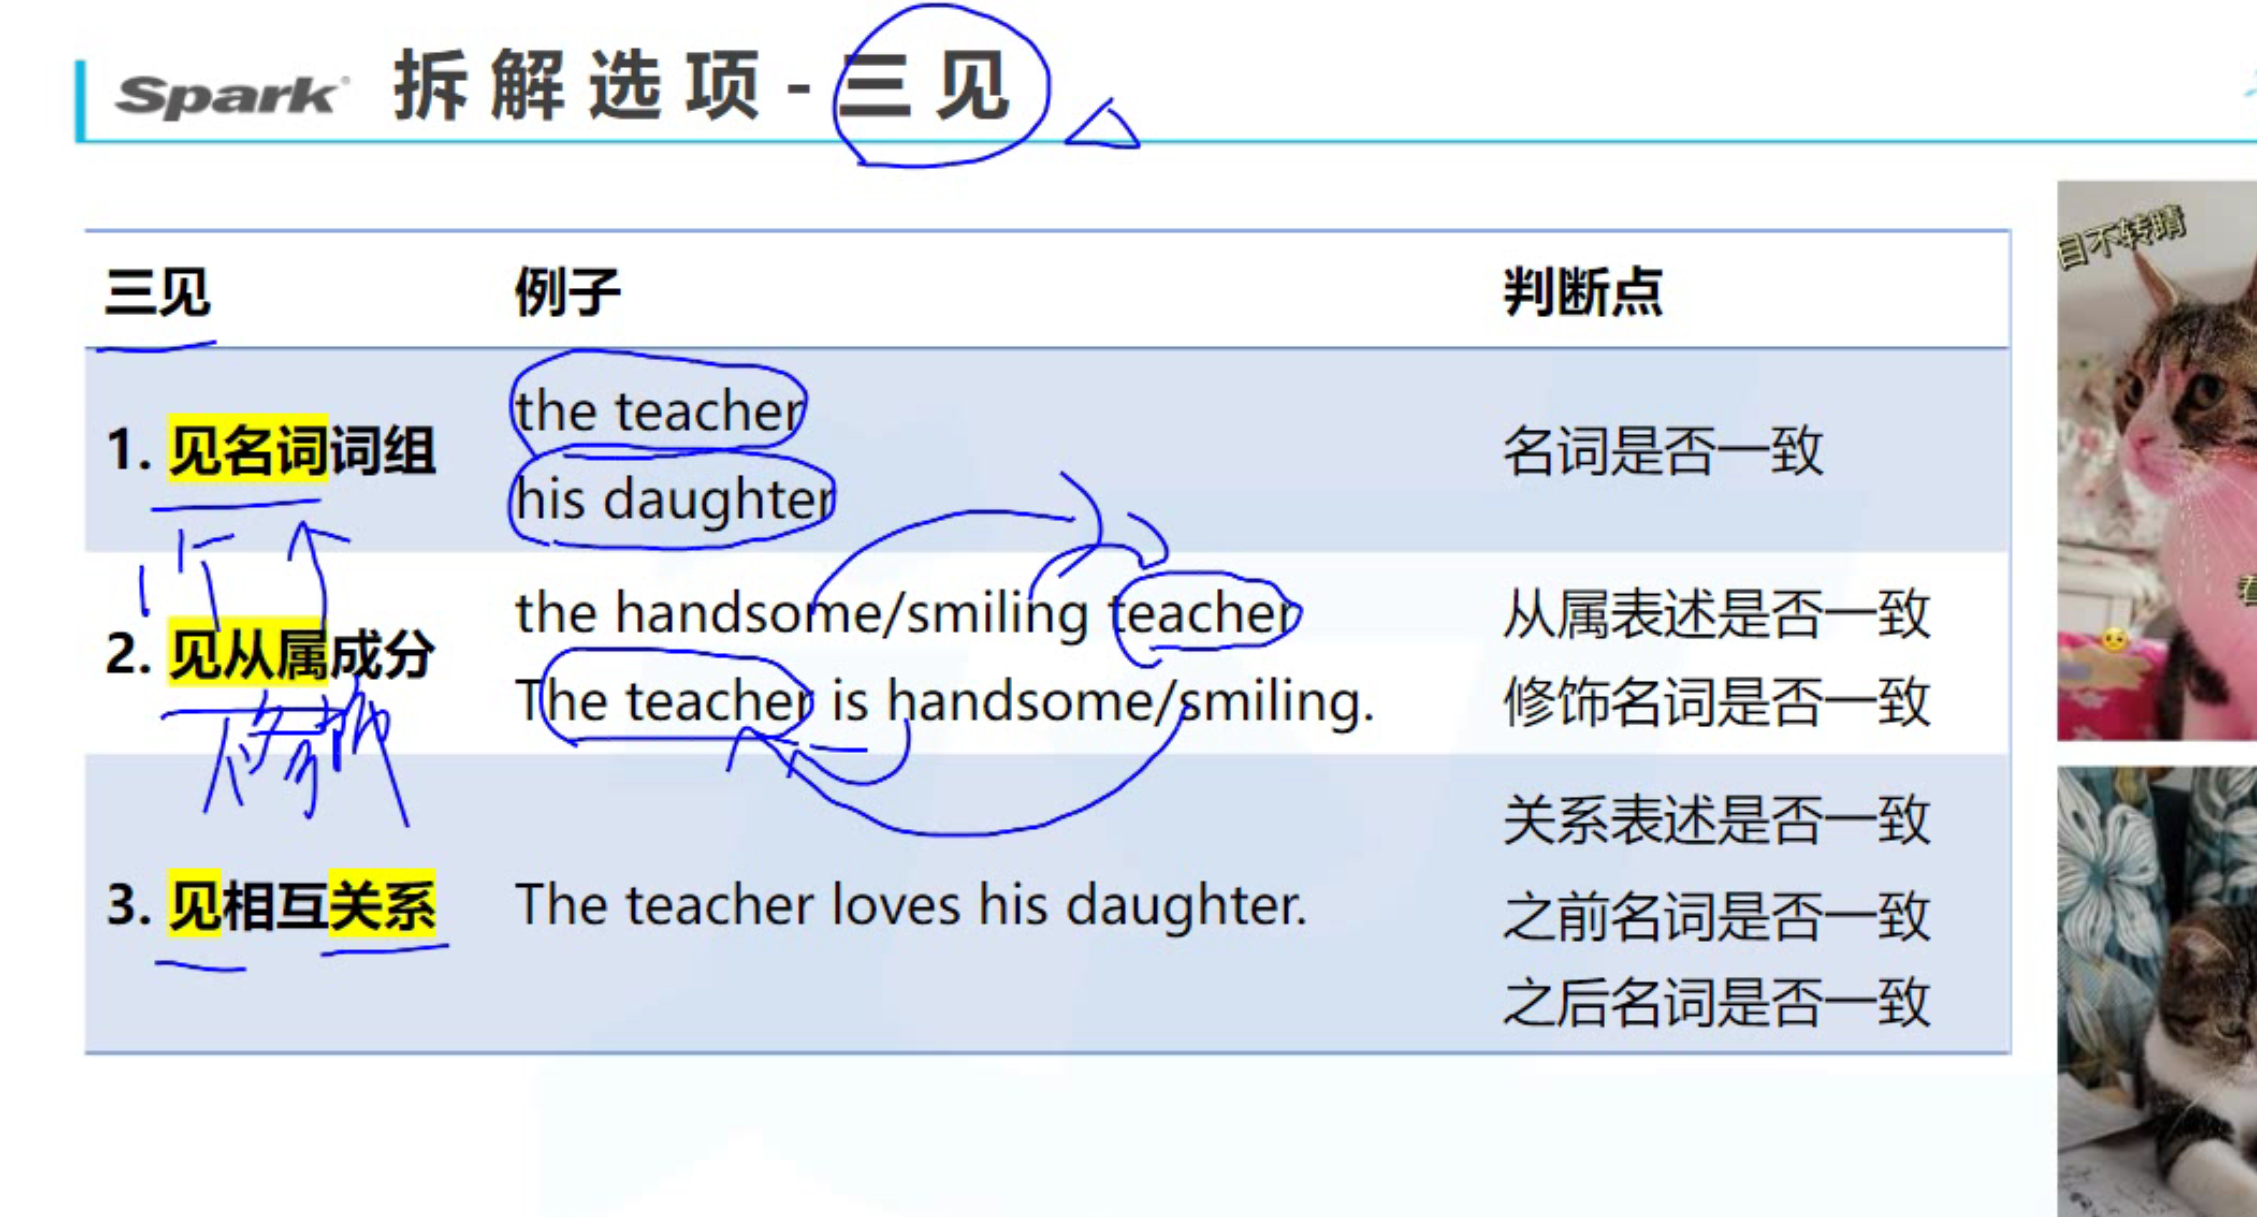 Spark 拆解选项-三见
三见 例子 判断点
1. 见名词词组
the teacher
his daughter
名词是否一致
2. 见从属成分
修饰
the handsome/smiling teacher
The teacher is handsome/smiling.
从属表述是否一致
修饰名词是否一致
3. 见相互关系
The teacher loves his daughter.
关系表述是否一致
之前名词是否一致
之后名词是否一致
目不转睛